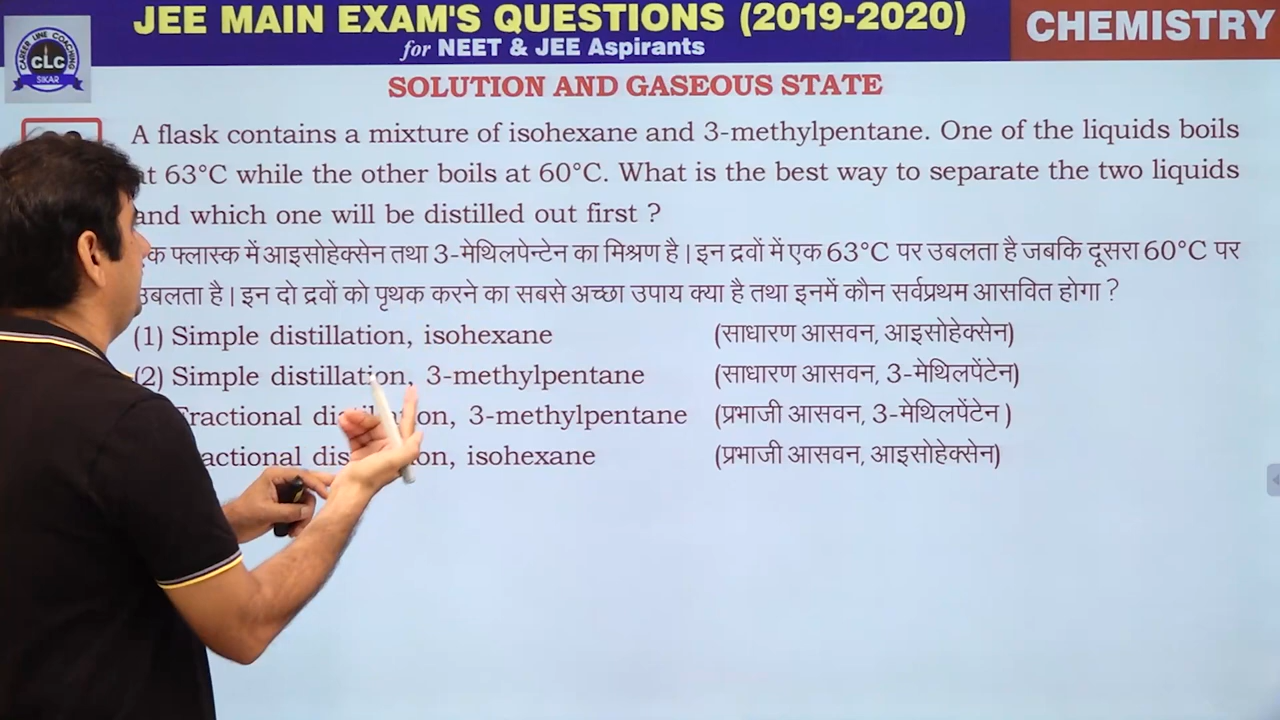 JEE MAIN EXAM'S QUESTIONS (2019-2020)
for NEET & JEE Aspirants
CHEMISTRY
CAREER LINE COACHING
CLC
SIKAR
SOLUTION AND GASEOUS STATE
A flask contains a mixture of isohexane and 3-methylpentane. One of the liquids boils
at 63°C while the other boils at 60°C. What is the best way to separate the two liquids
and which one will be distilled out first ?
फ्लास्क में आइसोहेक्सेन तथा 3-मेथिलपेन्टेन का मिश्रण है। इन द्रवों में एक 63°C पर उबलता है जबकि दूसरा 60°C पर
उबलता है। इन दो द्रवों को पृथक करने का सबसे अच्छा उपाय क्या है तथा इनमें कौन सर्वप्रथम आसवित होगा ?
(1) Simple distillation, isohexane (साधारण आसवन, आइसोहेक्सेन)
(2) Simple distillation, 3-methylpentane (साधारण आसवन, 3-मेथिलपेंटेन)
Fractional 3-methylpentane (प्रभाजी आसवन, 3-मेथिलपेंटेन )
isohexane (प्रभाजी आसवन, आइसोहेक्सेन)